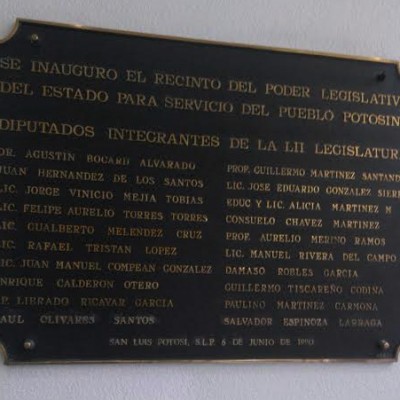 SE INAUGURO EL RECINTO DEL PODER LEGISLATIV
DEL ESTADO PARA SERVICIO DEL PUEBLO POTOSIN
DIPUTADOS INTEGRANTES DE LA LII LEGISLATUR
DR. AGUSTIN ALVARADO
JUAN HERNANDEZ DE LOS SANTOS
LIC. JORGE VINICIO MEJIA TOBIAS
LIC. FELIPE AURELIO TORRES TORRES
LIC. GUALBERTO MELENDEZ CRUZ
LIC. RAFAEL TRISTAN LOPEZ
LIC. JUAN MANUEL COMPEAN GONZALEZ
ENRIQUE CALDERON OTERO
LIBRADO RICAVAR GARCIA
RAUL OLIVARES SANTOS
PROF. GUILLERMO MARTINEZ SANTAND
LIC. JOSE EDUARDO GONZALEZ SIER
EDUC Y LIC. ALICIA MARTINEZ M
CONSUELO CHAVEZ MARTINEZ
PROF. AURELIO MERINO RAMOS
LIC. MANUEL RIVERA DEL CAMPO
DAMASO ROBLES GARCIA
GUILLERMO TISCAREÑO CODINA
PAULINO MARTINEZ CARMONA
SALVADOR ESPINOZA LARRAGA
SAN LUIS POTOSI, S.L.P. 6 DE JUNIO DE